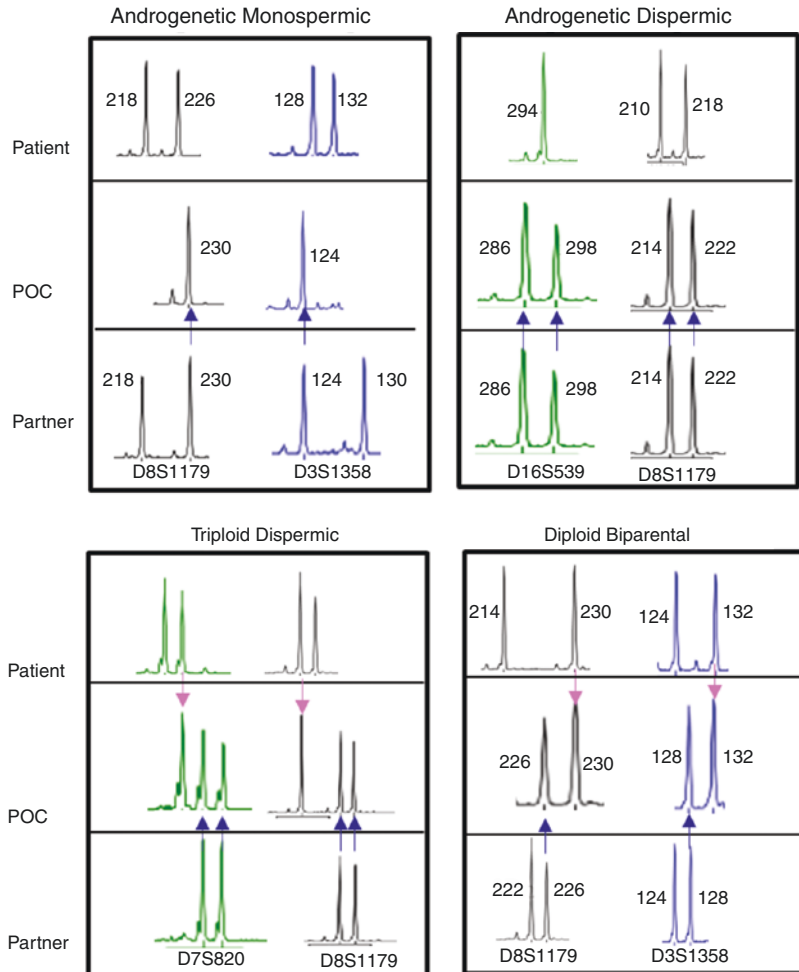 Androgenetic Monospermic
Androgenetic Dispermic
Patient
218 226 128 132
294 210 218
POC
230 124
286 298 214 222
Partner
218 230 124 130
286 298 214 222
D8S1179 D3S1358
D16S539 D8S1179
Triploid Dispermic
Diploid Biparental
Patient
214 230 124 132
POC
226 230 128 132
Partner
222 226 124 128
D7S820 D8S1179
D8S1179 D3S1358